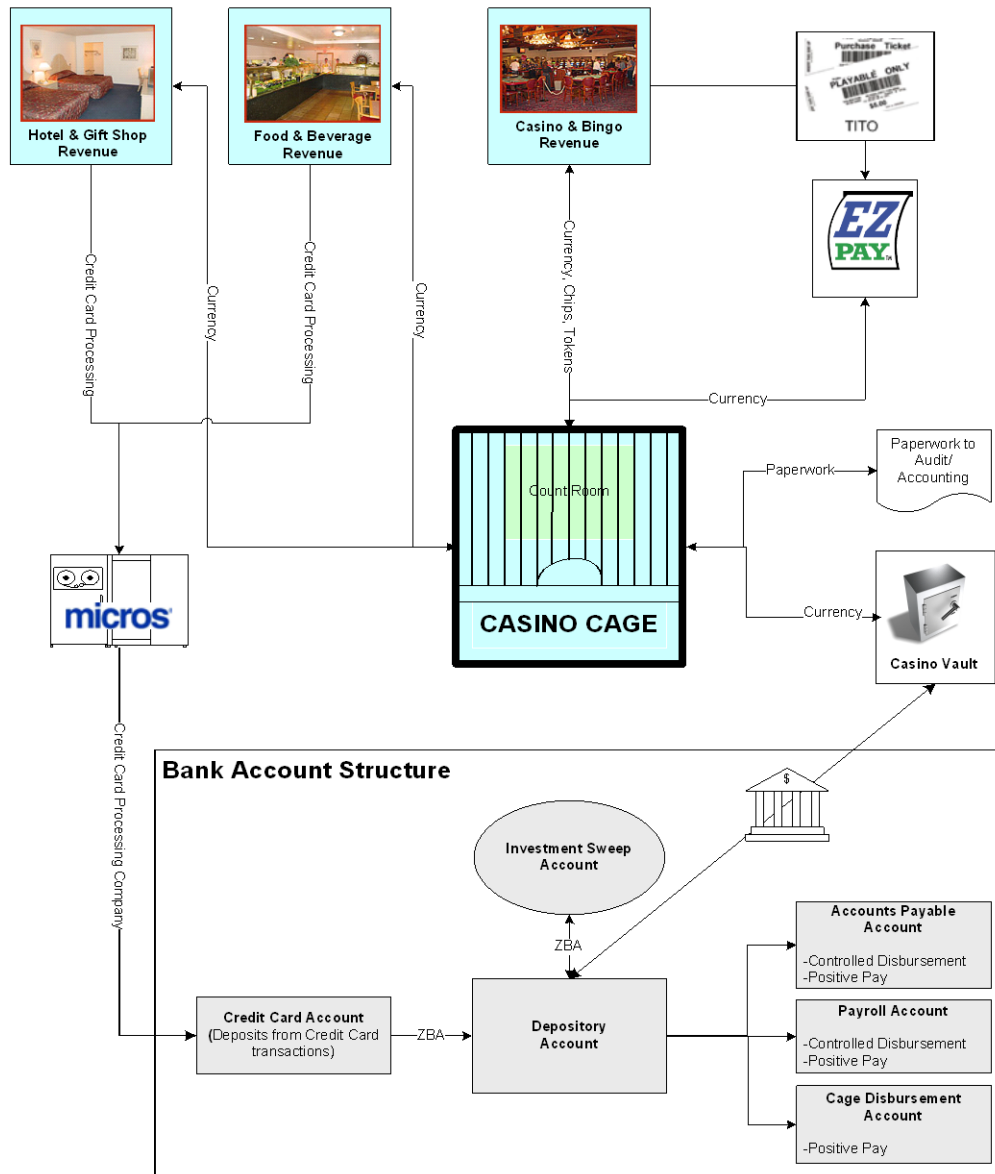 Hotel & Gift Shop
Revenue
Food & Beverage
Revenue
Casino & Bingo
Revenue
Purchase Ticket
PLAYABLE ONLY
$5.00
TITO
EZ
PAY™
Credit Card Processing
Currency
Credit Card Processing
Currency
Currency, Chips, Tokens
Currency
Count Room
CASINO CAGE
Paperwork
Paperwork to
Audit/
Accounting
Currency
Casino Vault
micros
Credit Card Processing Company
Bank Account Structure
$
Investment Sweep
Account
ZBA
Credit Card Account
(Deposits from Credit Card
transactions)
ZBA
Depository
Account
Accounts Payable
Account
-Controlled Disbursement
-Positive Pay
Payroll Account
-Controlled Disbursement
-Positive Pay
Cage Disbursement
Account
-Positive Pay